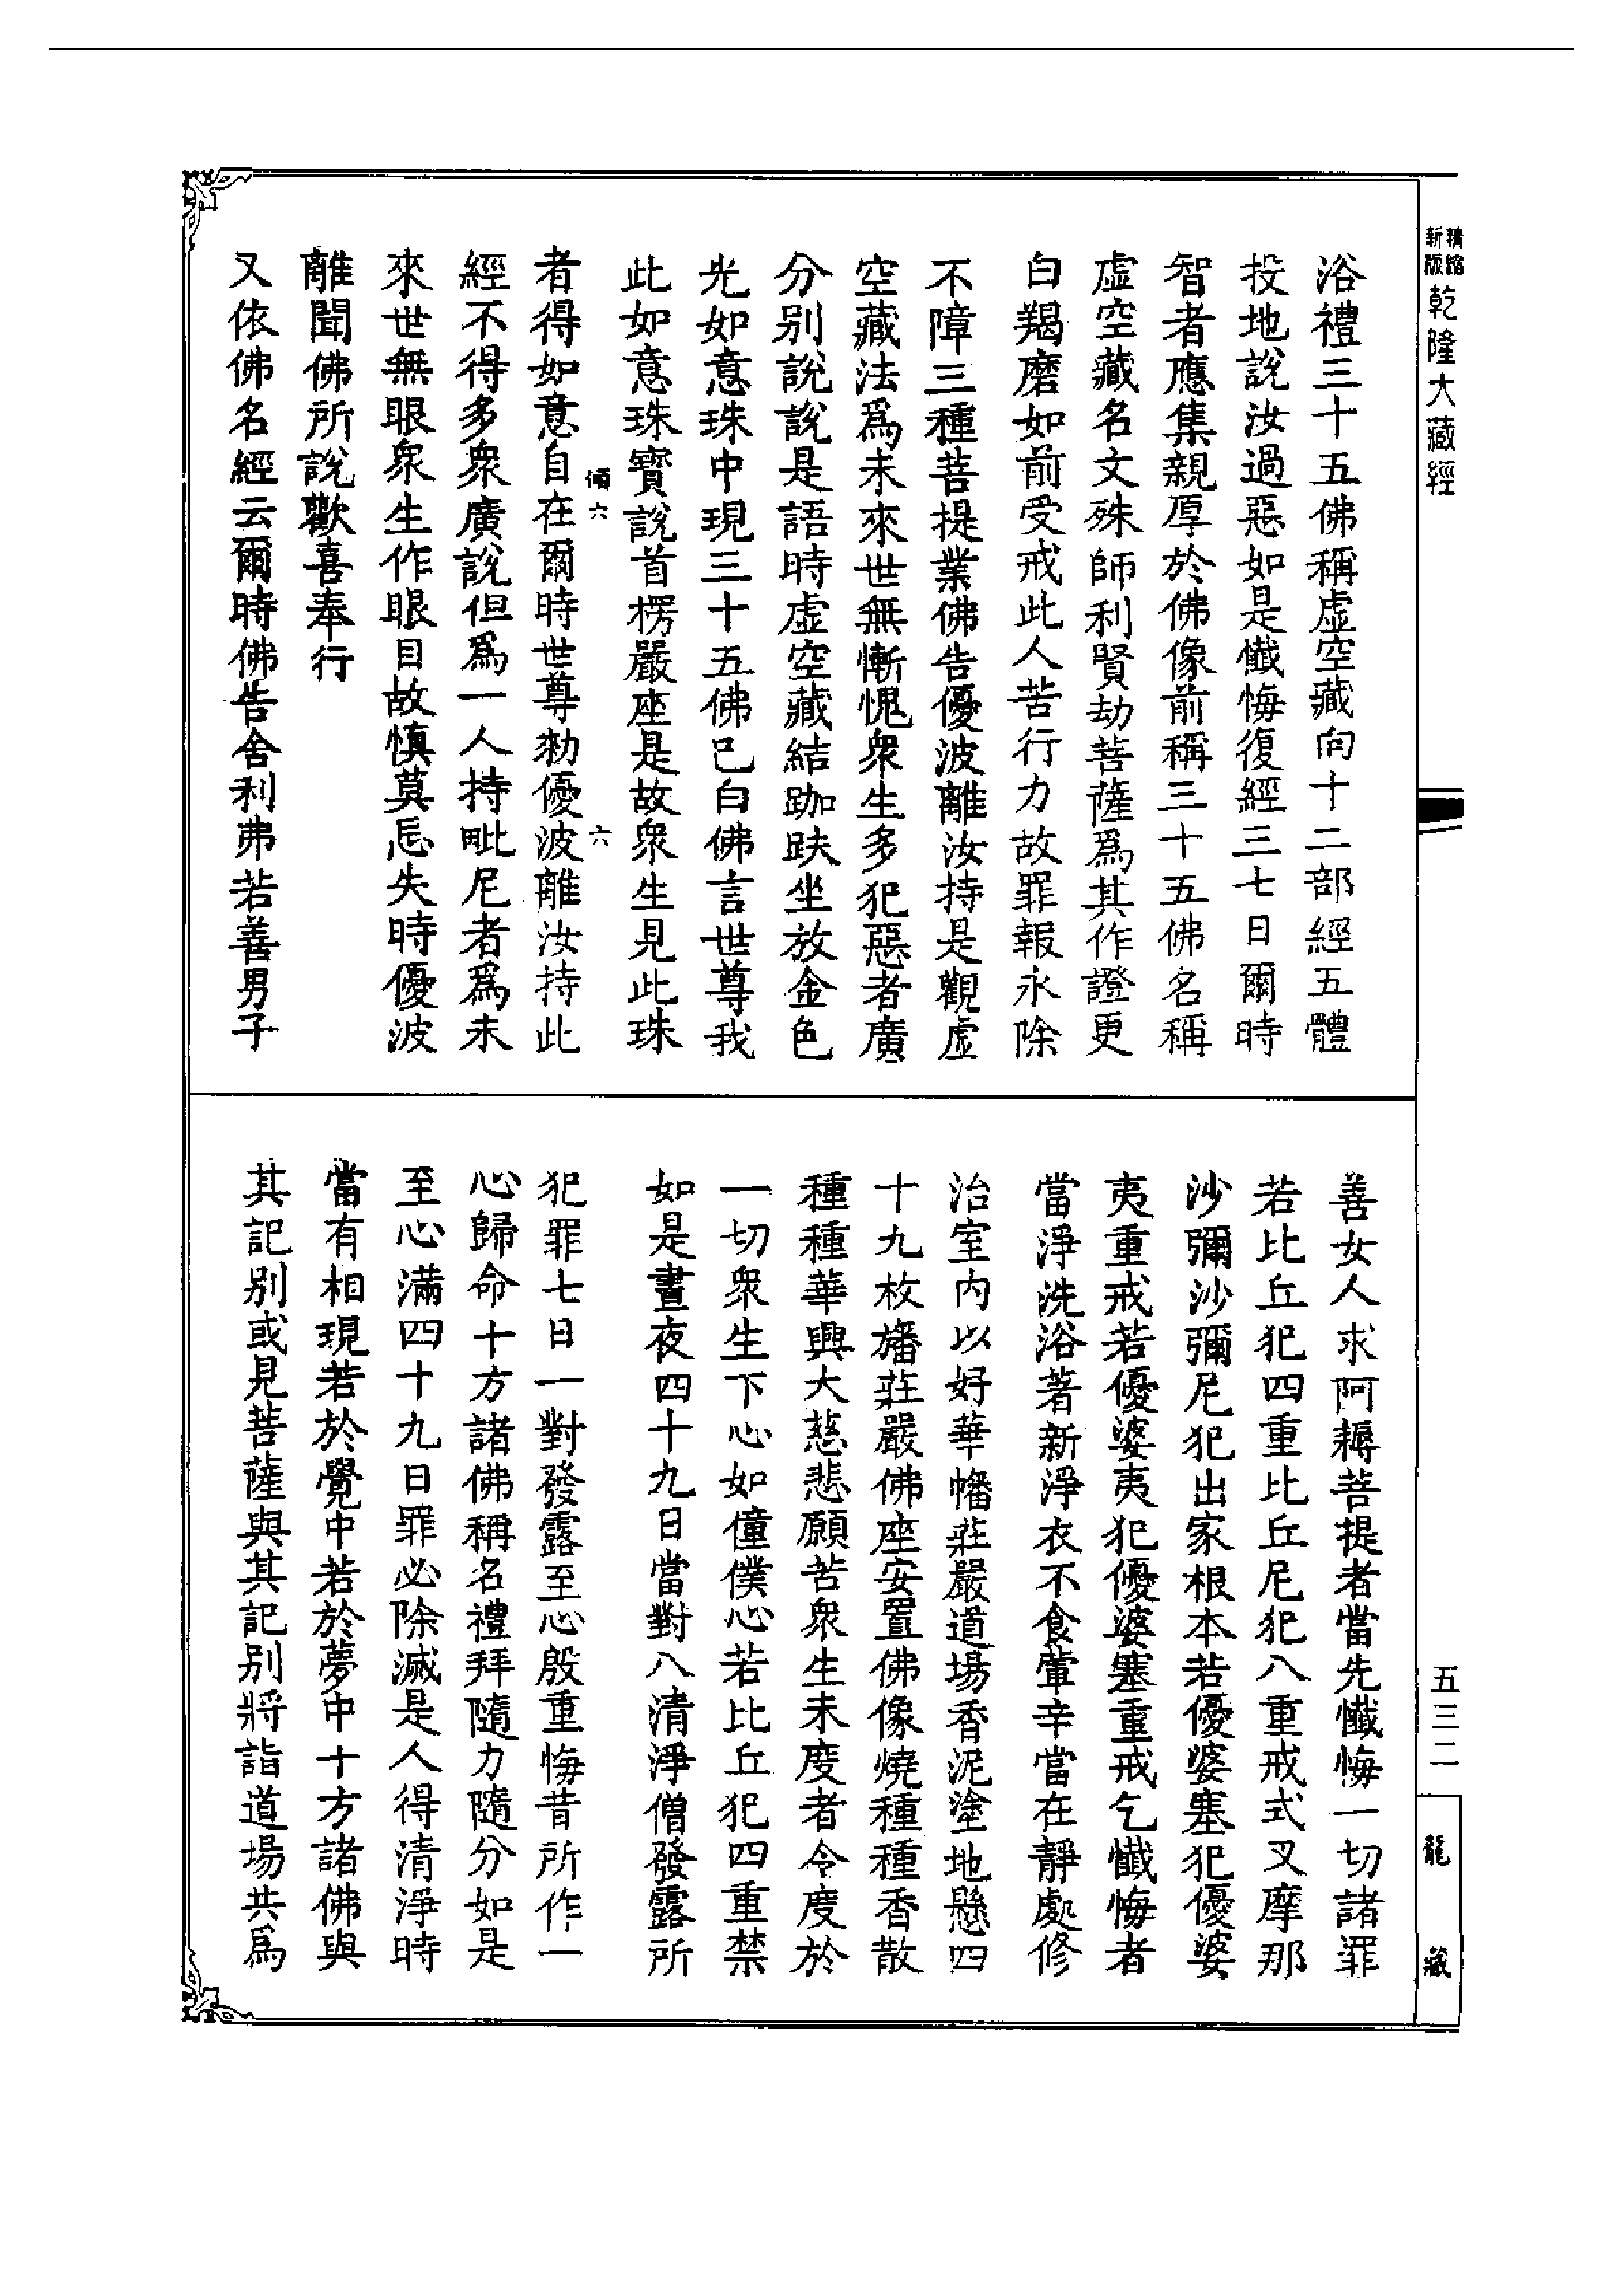 精縮新版乾隆大藏經
浴禮三十五佛稱虛空藏向十二部經五體
投地說汝過惡如是懺悔復經三七日爾時
智者應集親厚於佛像前稱三十五佛名稱
虛空藏名文殊師利賢劫菩薩爲其作證更
白羯磨如前受戒此人苦行力故罪報永除
不障三種菩提業佛告優波離汝持是觀虛
空藏法爲未來世無慚愧衆生多犯惡者廣
分別說說是語時虛空藏結跏趺坐放金色
光如意珠中現三十五佛已白佛言世尊我
此如意珠寶說首楞嚴座是故衆生見此珠
傾六
六
者得如意自在爾時世尊勑優波離汝持此
經不得多衆廣說但爲一人持毗尼者爲未
來世無眼衆生作眼目故慎莫忘失時優波
離聞佛所說歡喜奉行
又依佛名經云爾時佛告舍利弗若善男子
善女人求阿耨菩提者當先懺悔一切諸罪
若比丘犯四重比丘尼犯八重戒式叉摩那
沙彌沙彌尼犯出家根本若優婆塞犯優婆
夷重戒若優婆夷犯優婆塞重戒乞懺悔者
當淨洗浴著新淨衣不食葷辛當在靜處修
治室內以好華幡莊嚴道場香泥塗地懸四
十九枚旛莊嚴佛座安置佛像燒種種香散
種種華興大慈悲願苦衆生未度者令度於
一切衆生下心如僮僕心若比丘犯四重禁
如是晝夜四十九日當對八清淨僧發露所
犯罪七日一對發露至心殷重悔昔所作一
心歸命十方諸佛稱名禮拜隨力隨分如是
至心滿四十九日罪必除滅是人得清淨時
當有相現若於覺中若於夢中十方諸佛與
其記別或見菩薩與其記別將詣道場共爲
五三二
龍藏